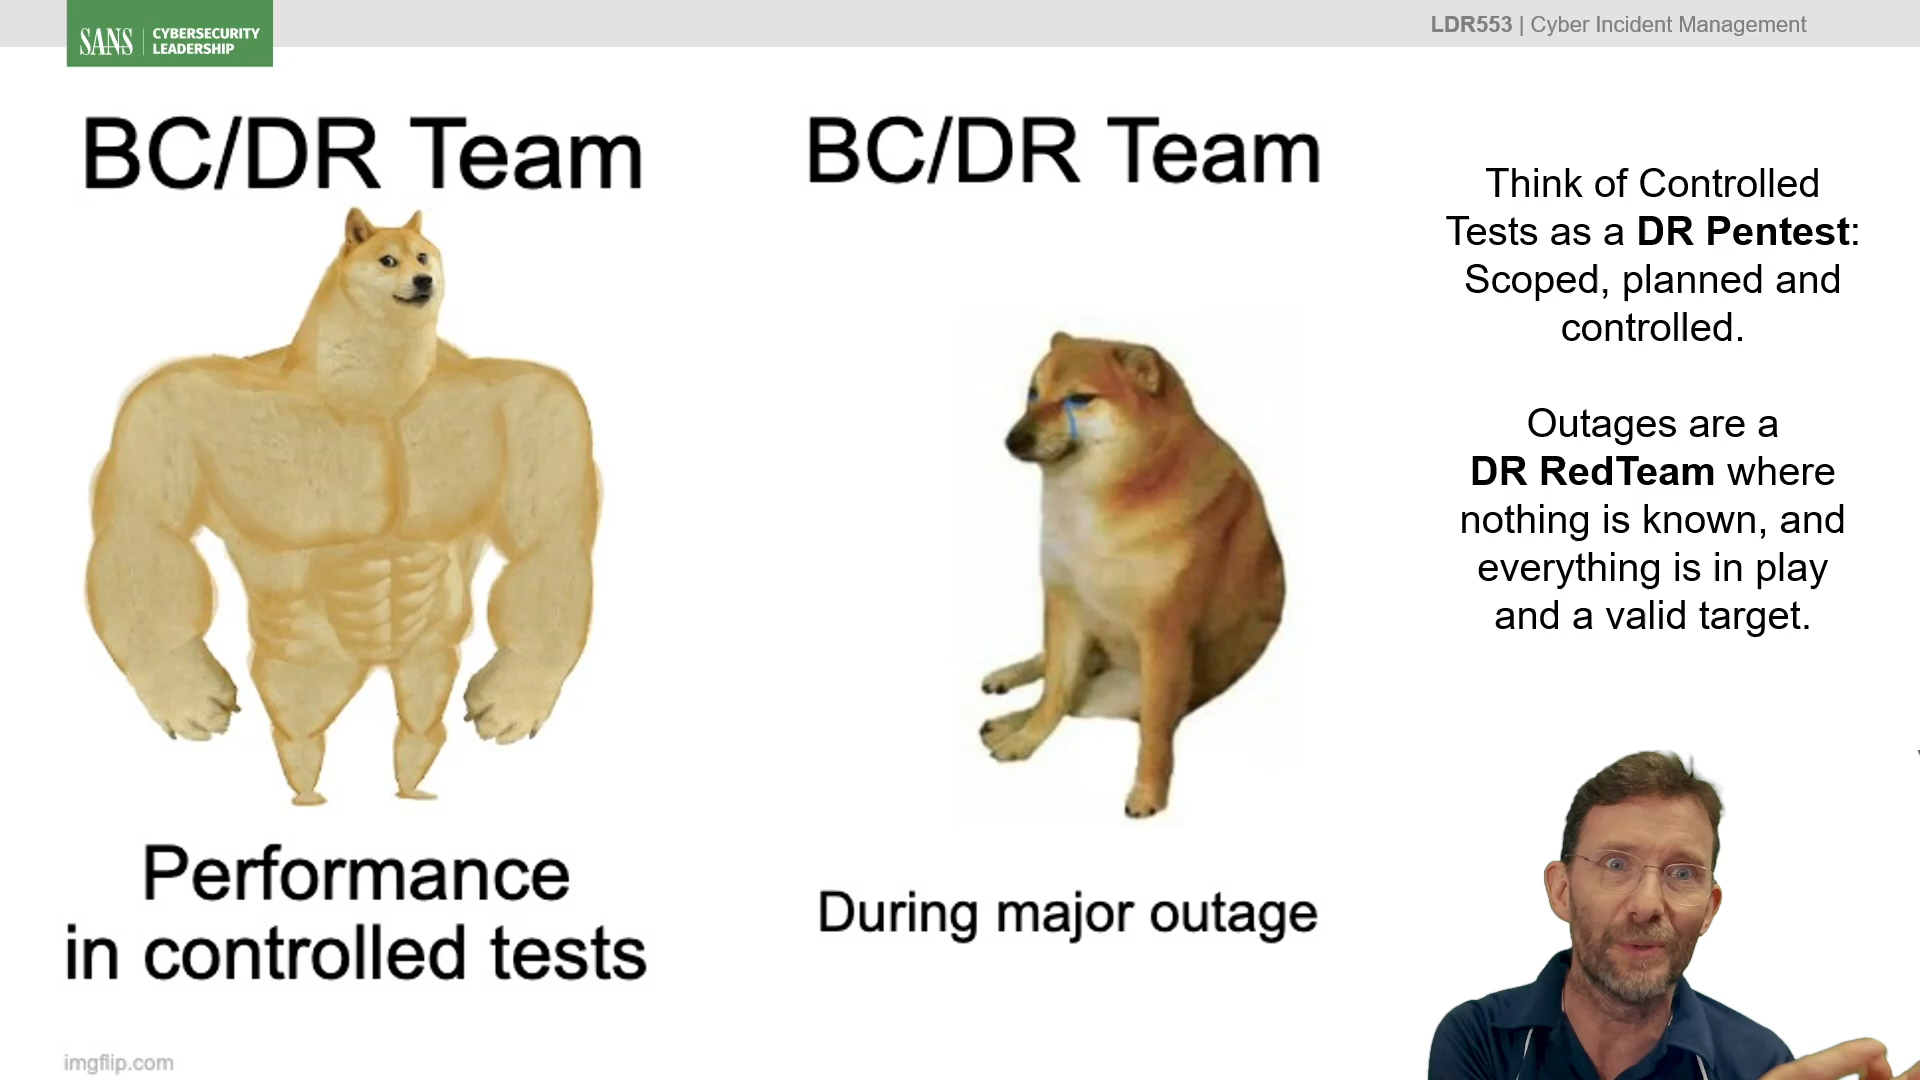 SANS
CYBERSECURITY
LEADERSHIP
LDR553 | Cyber Incident Management
BC/DR Team
BC/DR Team
Performance
in controlled tests
During major outage
Think of Controlled
Tests as a DR Pentest:
Scoped, planned and
controlled.
Outages are a
DR RedTeam where
nothing is known, and
everything is in play
and a valid target.
imgflip.com